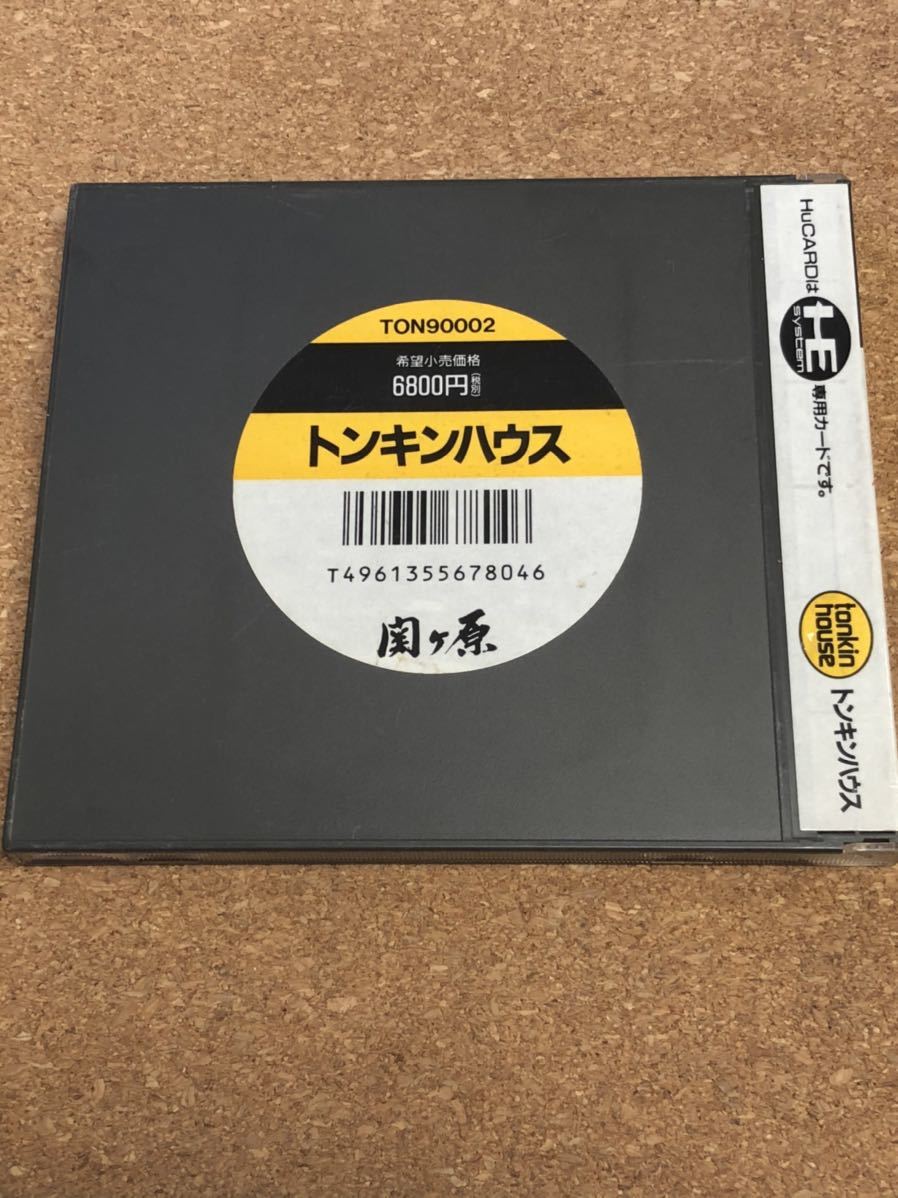 TON90002
希望小売価格
6800円(税別)
トンキンハウス
T4961355678046
関ヶ原
HuCARDは HE system 専用カードです。
tonkin
house
トンキンハウス